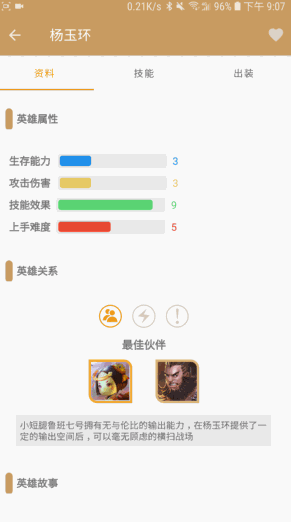 0.21K/s 96% 下午 9:07
杨玉环
资料 技能 出装
英雄属性
生存能力 3
攻击伤害 3
技能效果 9
上手难度 5
英雄关系
最佳伙伴
小短腿鲁班七号拥有无与伦比的输出能力，在杨玉环提供了一
定的输出空间后，可以毫无顾虑的横扫战场
英雄故事